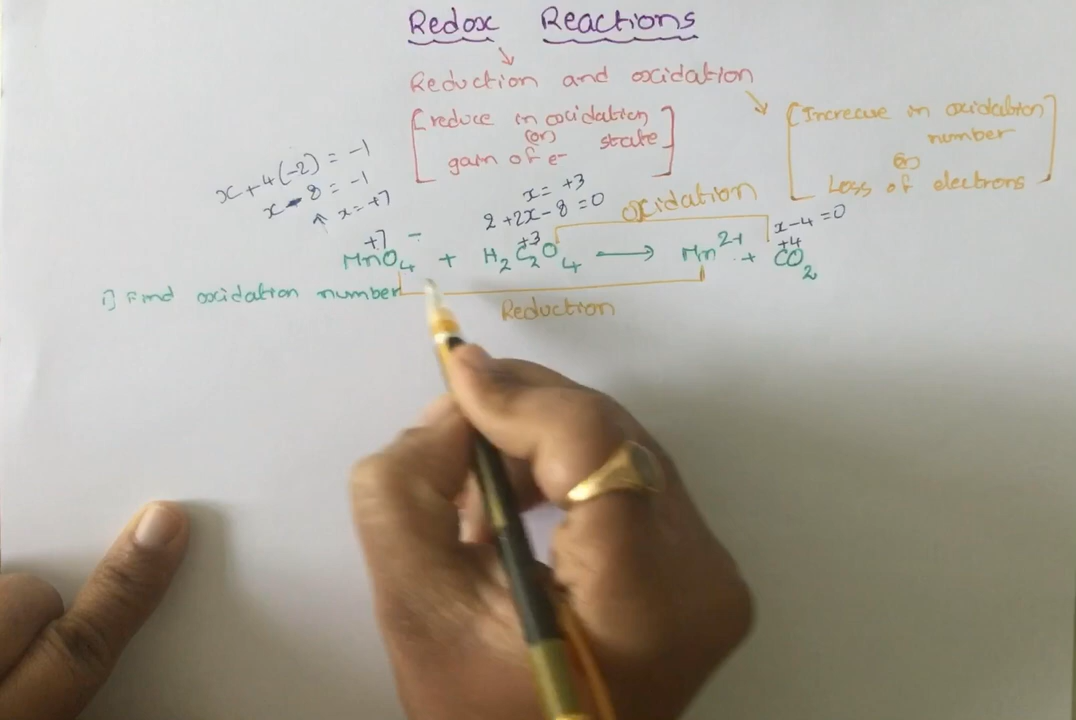 Redox Reactions
Reduction and oxidation
[reduce in oxidation
(or) state]
gain of e-
[Increase in oxidation
number
(or)
Loss of electrons]
x+4(-2) = -1
x-8 = -1
x=+7
x= +3
2+2x-8=0
oxidation
x-4=0
+7 +3 +4
MnO4- + H2C2O4 → Mn2+ + CO2
1) Find oxidation number
Reduction